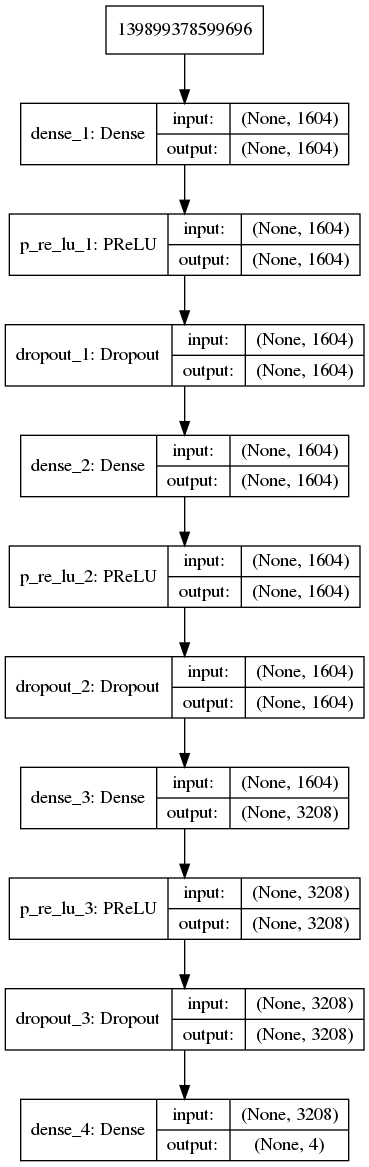 139899378599696
dense_1: Dense
input: (None, 1604)
output: (None, 1604)
p_re_lu_1: PReLU
input: (None, 1604)
output: (None, 1604)
dropout_1: Dropout
input: (None, 1604)
output: (None, 1604)
dense_2: Dense
input: (None, 1604)
output: (None, 1604)
p_re_lu_2: PReLU
input: (None, 1604)
output: (None, 1604)
dropout_2: Dropout
input: (None, 1604)
output: (None, 1604)
dense_3: Dense
input: (None, 1604)
output: (None, 3208)
p_re_lu_3: PReLU
input: (None, 3208)
output: (None, 3208)
dropout_3: Dropout
input: (None, 3208)
output: (None, 3208)
dense_4: Dense
input: (None, 3208)
output: (None, 4)